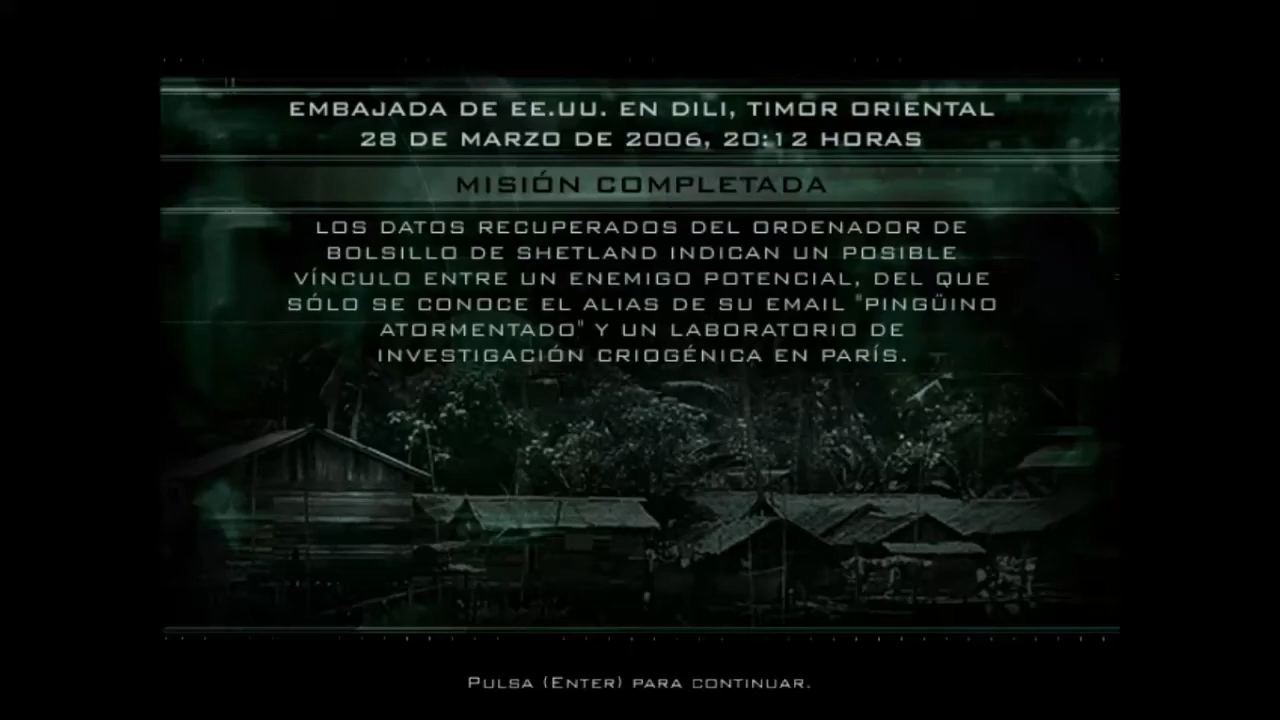 EMBAJADA DE EE.UU. EN DILI, TIMOR ORIENTAL
28 DE MARZO DE 2006, 20:12 HORAS
MISIÓN COMPLETADA
LOS DATOS RECUPERADOS DEL ORDENADOR DE
BOLSILLO DE SHETLAND INDICAN UN POSIBLE
VÍNCULO ENTRE UN ENEMIGO POTENCIAL, DEL QUE
SÓLO SE CONOCE EL ALIAS DE SU EMAIL "PINGÜINO
ATORMENTADO" Y UN LABORATORIO DE
INVESTIGACIÓN CRIOGÉNICA EN PARÍS.
PULSA (ENTER) PARA CONTINUAR.